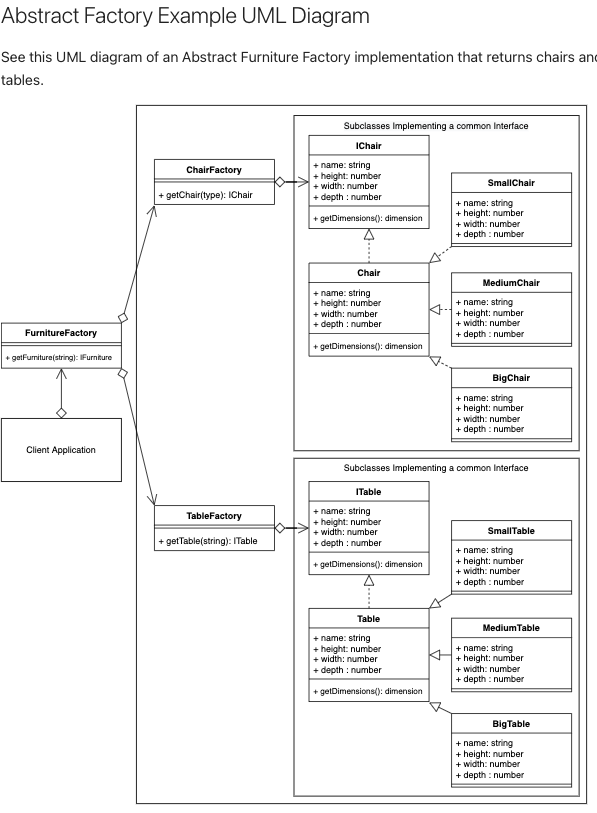 Abstract Factory Example UML Diagram
See this UML diagram of an Abstract Furniture Factory implementation that returns chairs and
tables.
Subclasses Implementing a common Interface
IChair
+ name: string
+ height: number
+ width: number
+ depth : number
+ getDimensions(): dimension
ChairFactory
+ getChair(type): IChair
SmallChair
+ name: string
+ height: number
+ width: number
+ depth : number
Chair
+ name: string
+ height: number
+ width: number
+ depth : number
+ getDimensions(): dimension
MediumChair
+ name: string
+ height: number
+ width: number
+ depth : number
BigChair
+ name: string
+ height: number
+ width: number
+ depth : number
FurnitureFactory
+ getFurniture(string): IFurniture
Client Application
Subclasses Implementing a common Interface
ITable
+ name: string
+ height: number
+ width: number
+ depth : number
+ getDimensions(): dimension
TableFactory
+ getTable(string): ITable
SmallTable
+ name: string
+ height: number
+ width: number
+ depth : number
Table
+ name: string
+ height: number
+ width: number
+ depth : number
+ getDimensions(): dimension
MediumTable
+ name: string
+ height: number
+ width: number
+ depth : number
BigTable
+ name: string
+ height: number
+ width: number
+ depth : number